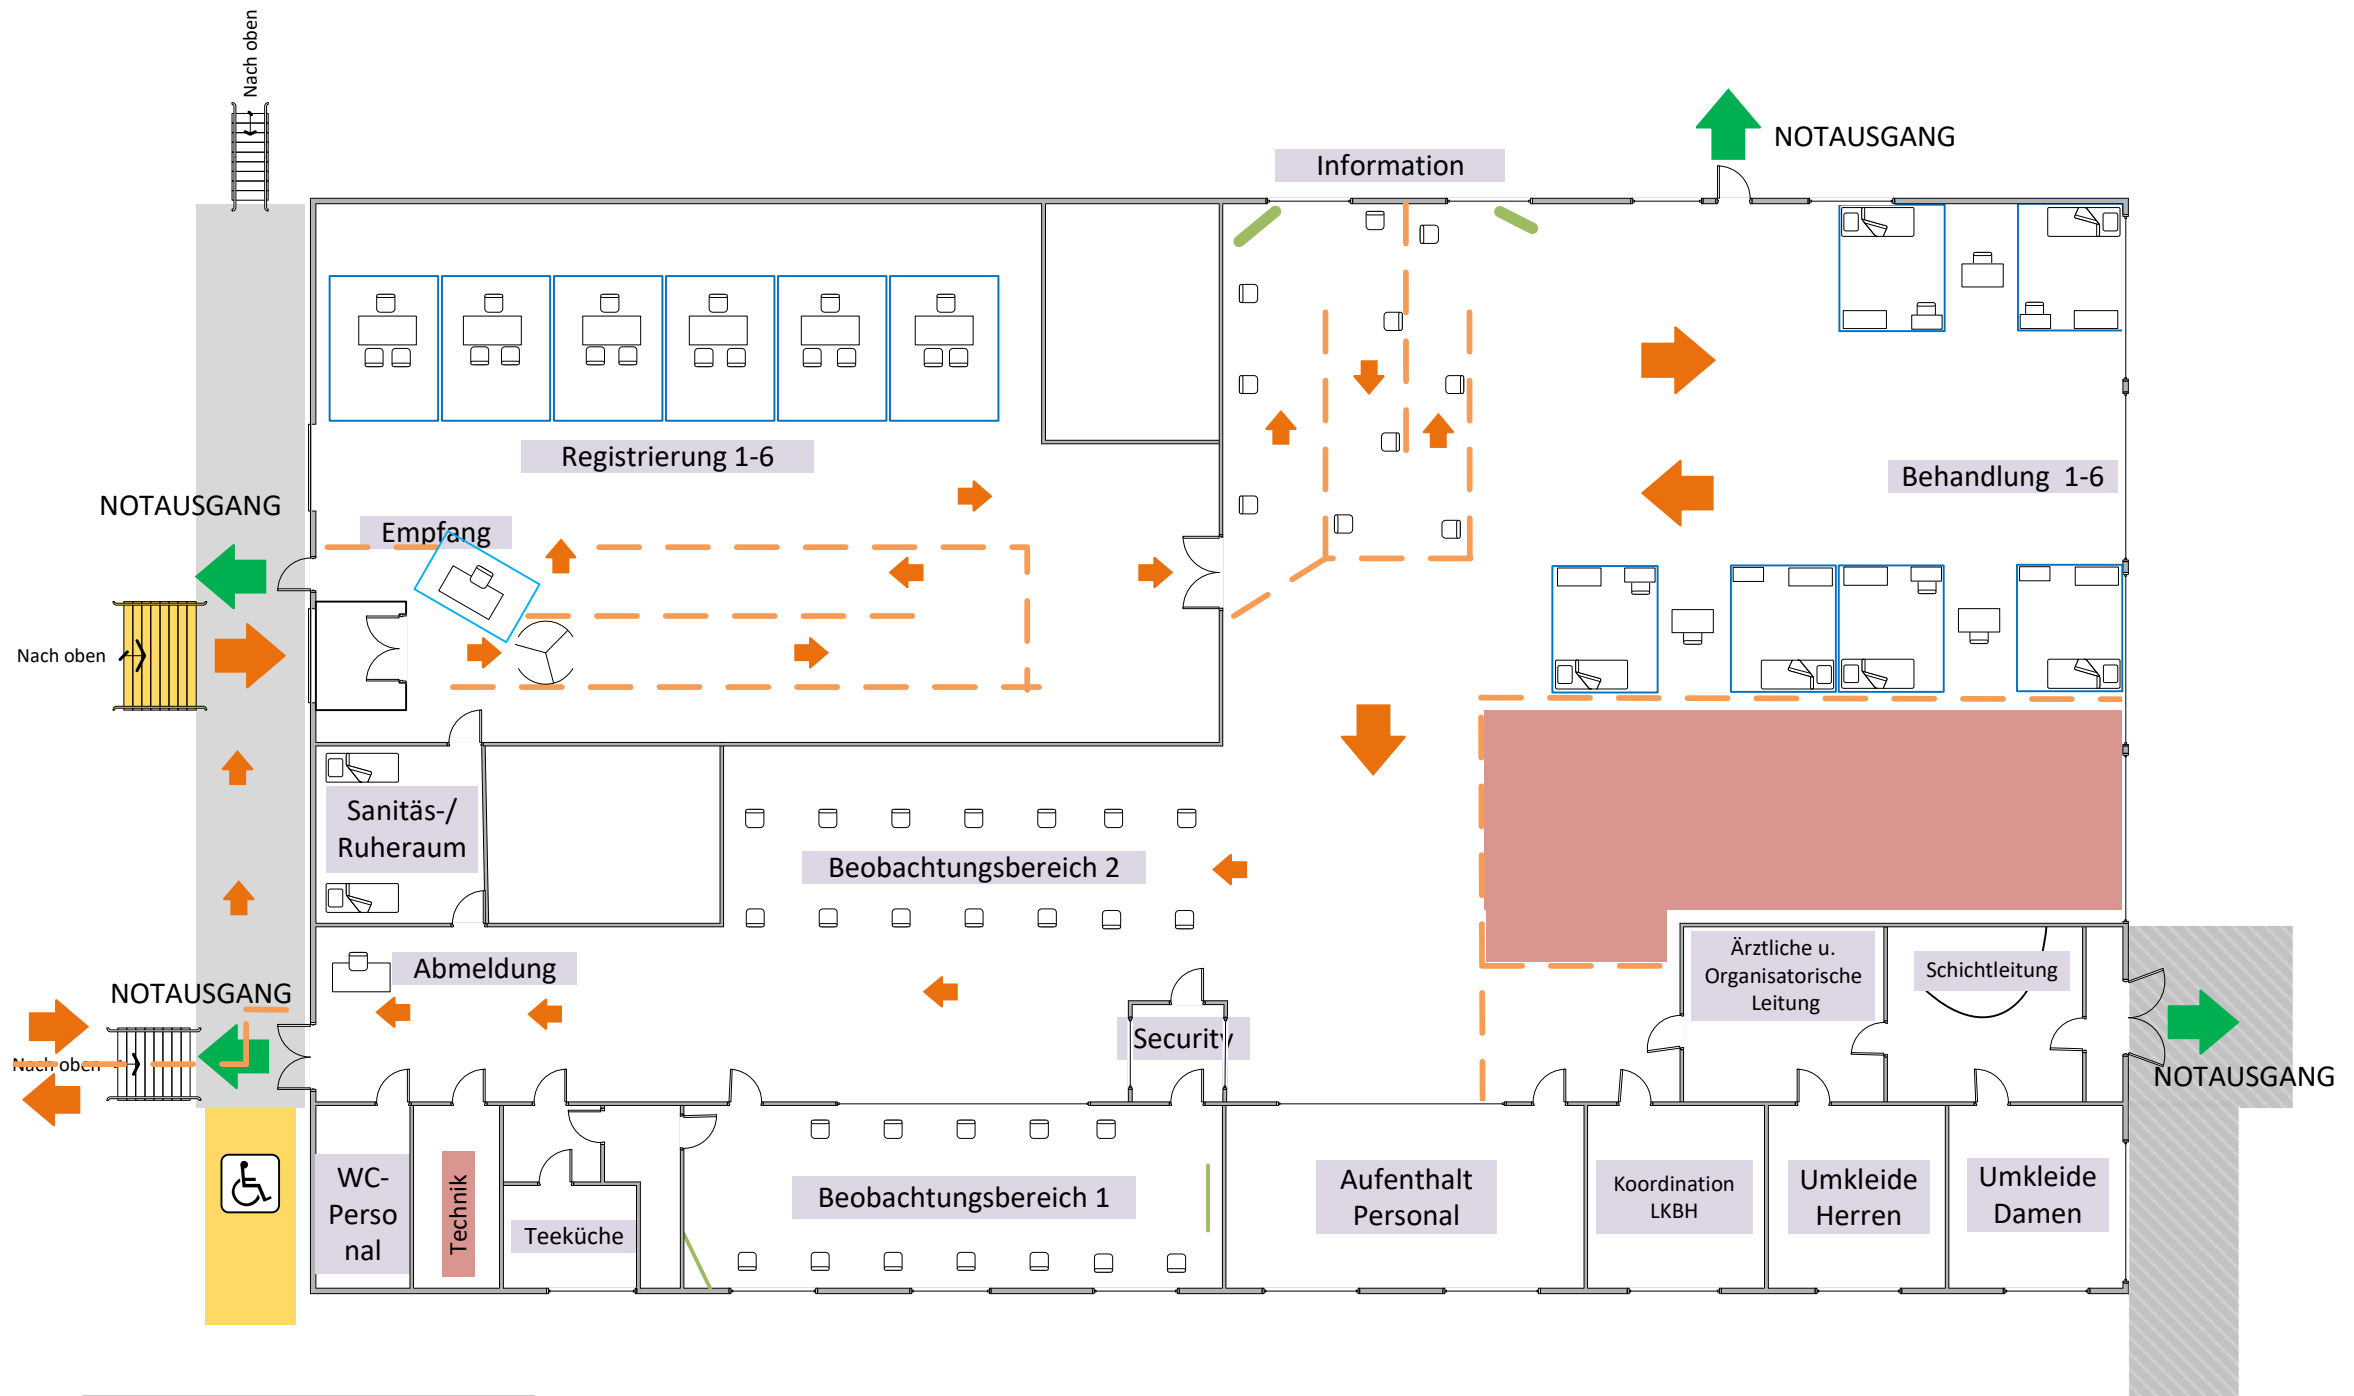 Nach oben
NOTAUSGANG
Information
Registrierung 1-6
Behandlung  1-6
NOTAUSGANG
Empfang
Nach oben
Sanitäs-/
Ruheraum
Beobachtungsbereich 2
Abmeldung
Ärztliche u.
Organisatorische
Leitung
Schichtleitung
NOTAUSGANG
Security
Nach oben
NOTAUSGANG
WC-
Perso
nal
Technik
Teeküche
Beobachtungsbereich 1
Aufenthalt
Personal
Koordination
LKBH
Umkleide
Herren
Umkleide
Damen